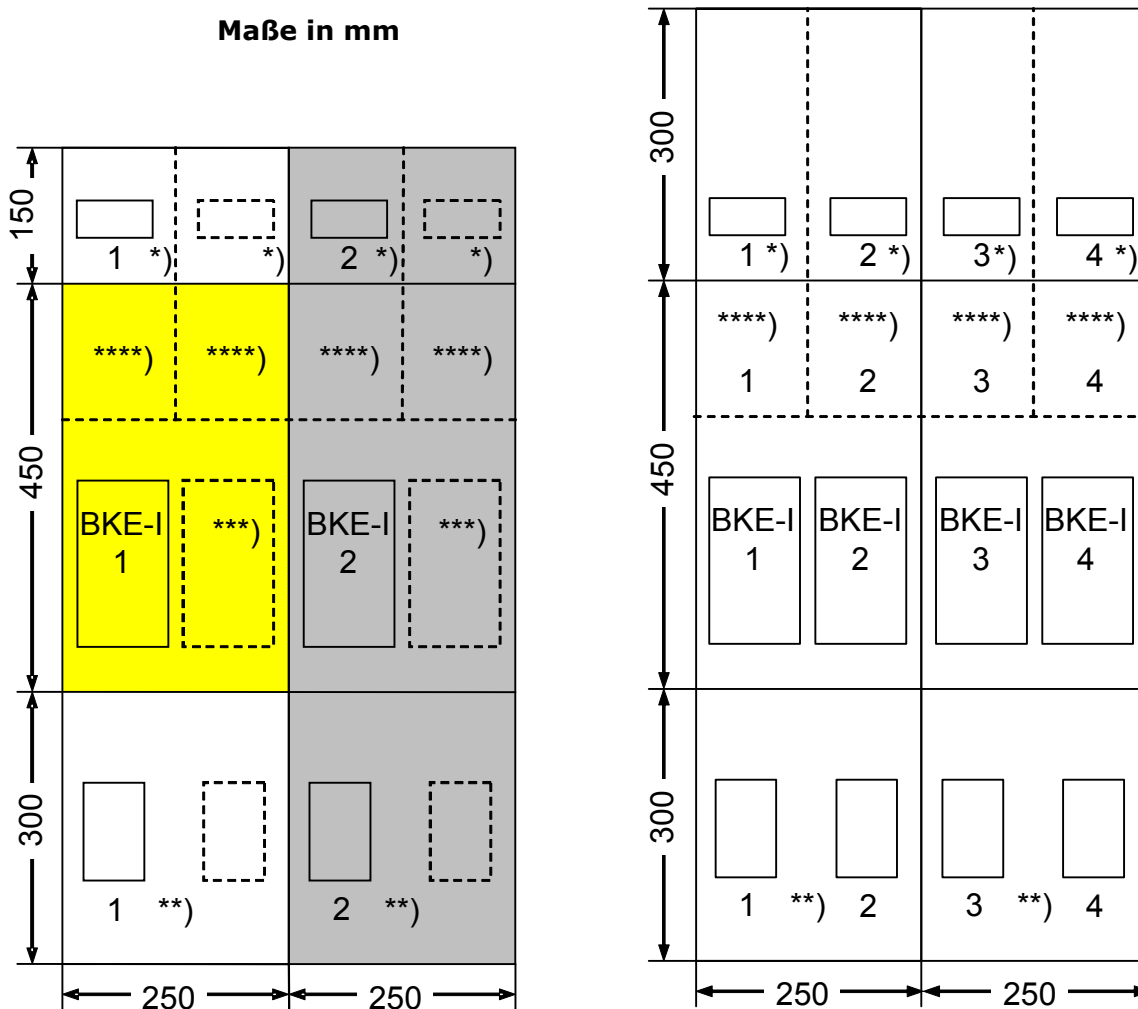 Maße in mm
150
450
300
1 *)
*)
2 *)
*)
****) ****) ****) ****)
BKE-I
1
***)
BKE-I
2
***)
1 **)
2 **)
250 250
300
450
300
1 *) 2 *) 3 *) 4 *)
****) ****) ****) ****)
1 2 3 4
BKE-I BKE-I BKE-I BKE-I
1 2 3 4
1 **) 2 3 **) 4
250 250